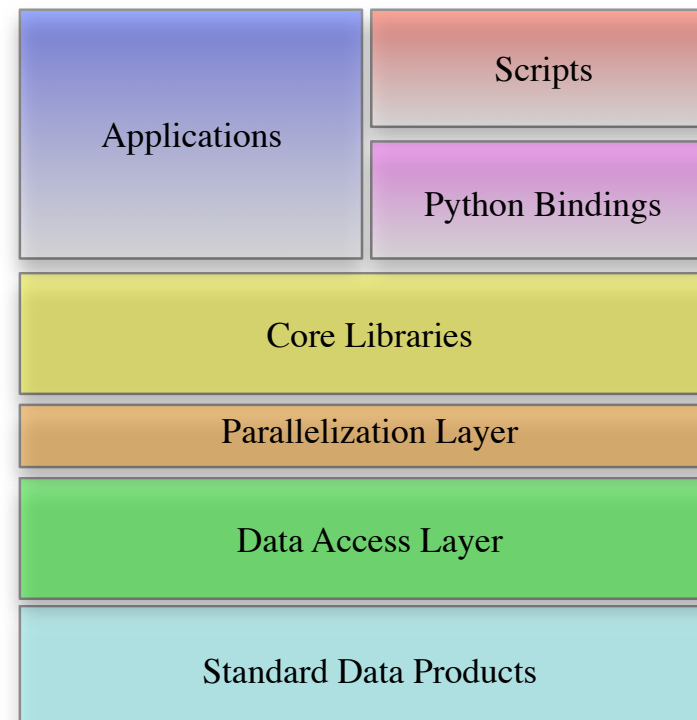 Applications
Scripts
Python Bindings
Core Libraries
Parallelization Layer
Data Access Layer
Standard Data Products